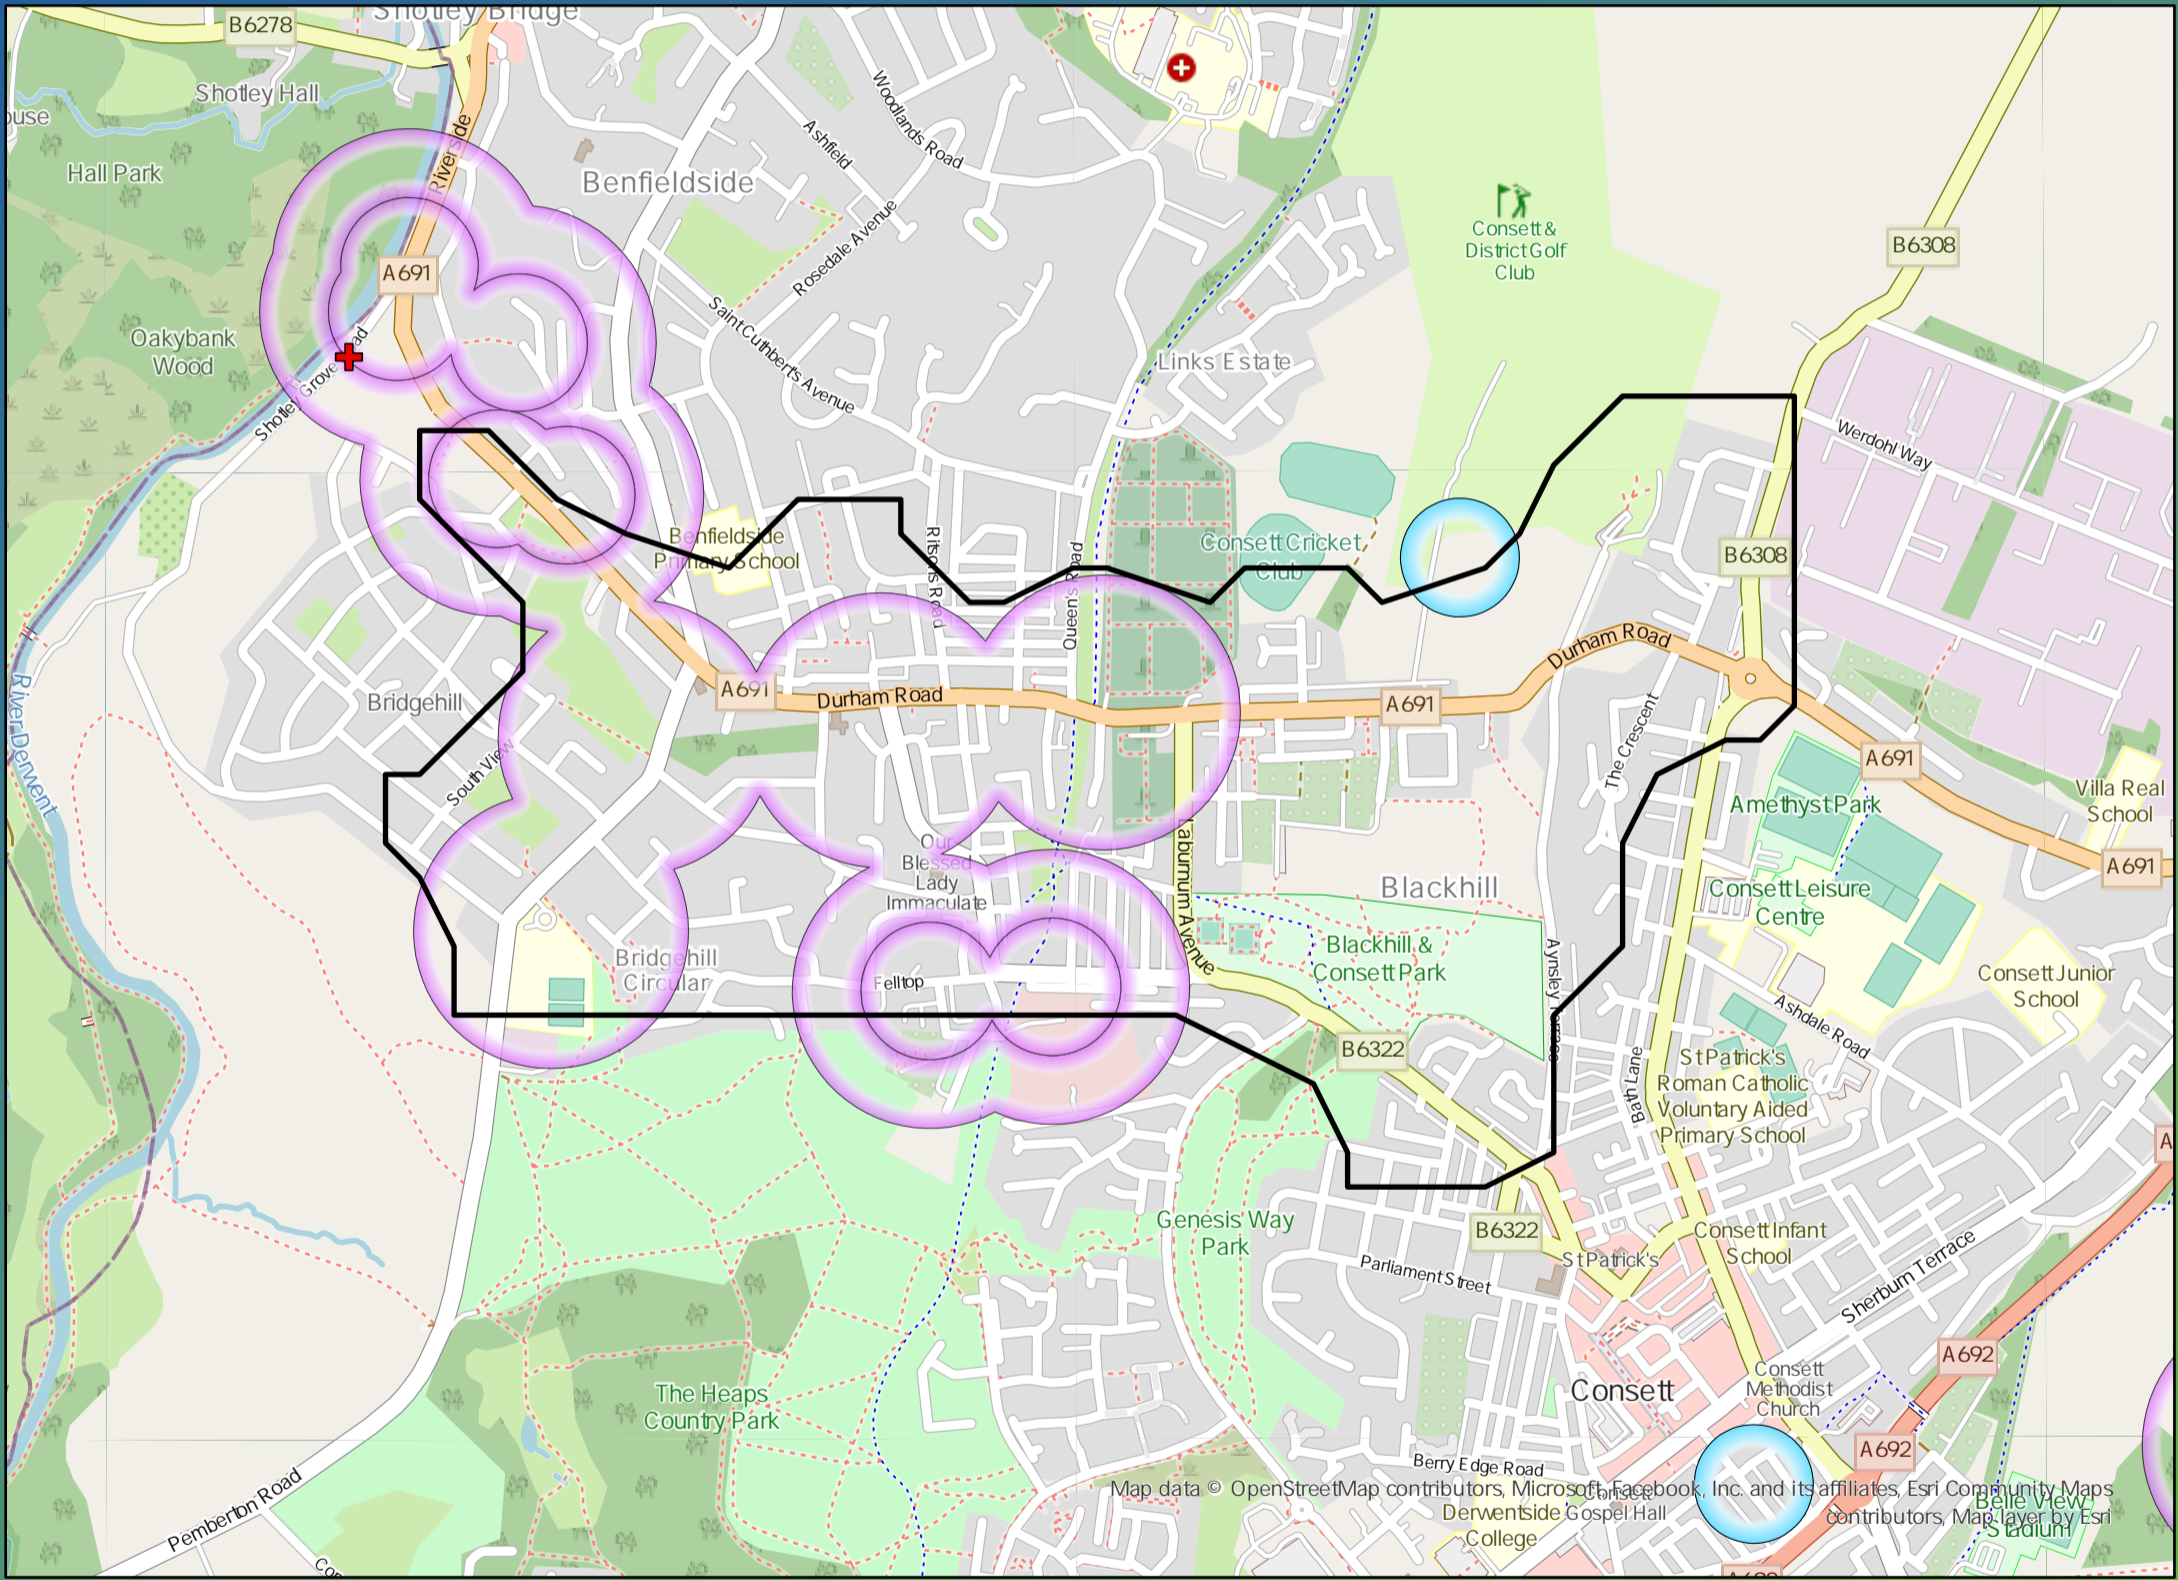 Shotley Bridge
B6278
Shotley Hall
ouse
Hall Park
Riverside
Benfieldside
Ashfield
Woodlands Road
Rosedale Avenue
Saint Cuthbert's Avenue
A691
Oakybank
Wood
Shotley Grove Road
Consett &
District Golf
Club
B6308
Links Estate
Werdohl Way
Benfieldside
Primary School
Ritsons Road
Queen's Road
Consett Cricket
Club
B6308
Durham Road
A691
Durham Road
A691
A691
Bridgehill
South View
River Derwent
The Crescent
Amethyst Park
Villa Real
School
A691
Our
Blessed
Lady
Immaculate
Laburnum Avenue
Blackhill
Consett Leisure
Centre
Blackhill &
Consett Park
Aynsley Terrace
Bridgehill
Circular
Felltop
Consett Junior
School
Ashdale Road
B6322
Bath Lane
St Patrick's
Roman Catholic
Voluntary Aided
Primary School
A
Genesis Way
Park
B6322
St Patrick's
Consett Infant
School
Parliament Street
Sherburn Terrace
A692
Consett
Consett
Methodist
Church
The Heaps
Country Park
A692
Pemberton Road
Berry Edge Road
Map data © OpenStreetMap contributors, Microsoft, Facebook, Inc. and its affiliates, Esri Community Maps
contributors, Map layer by Esri
Consett
Gospel Hall
Derwentside
College
Belle View
Stadium
Cor
A692